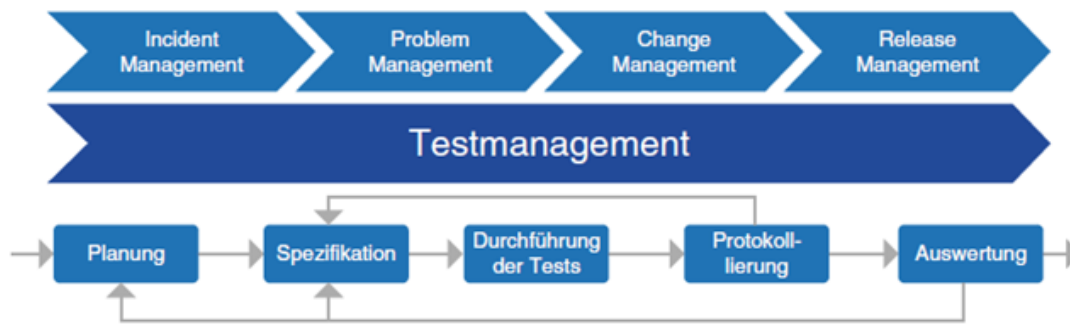 Incident
Management
Problem
Management
Change
Management
Release
Management
Testmanagement
Planung
Spezifikation
Durchführung
der Tests
Protokoll-
lierung
Auswertung